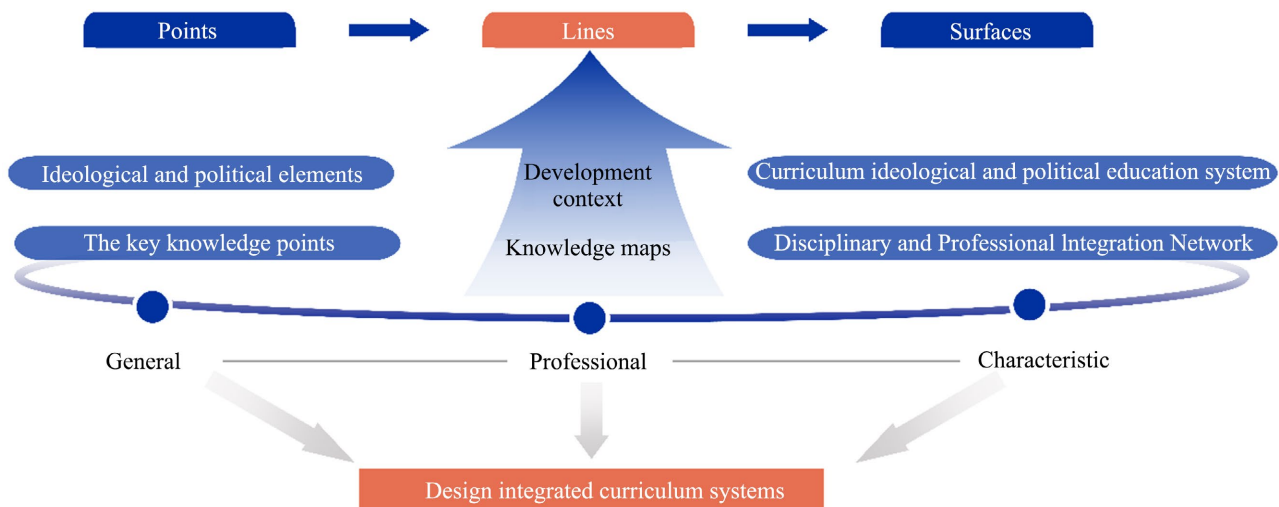 Points
Lines
Surfaces
Ideological and political elements
Development
context
Curriculum ideological and political education system
The key knowledge points
Knowledge maps
Disciplinary and Professional lntegration Network
General
Professional
Characteristic
Design integrated curriculum systems